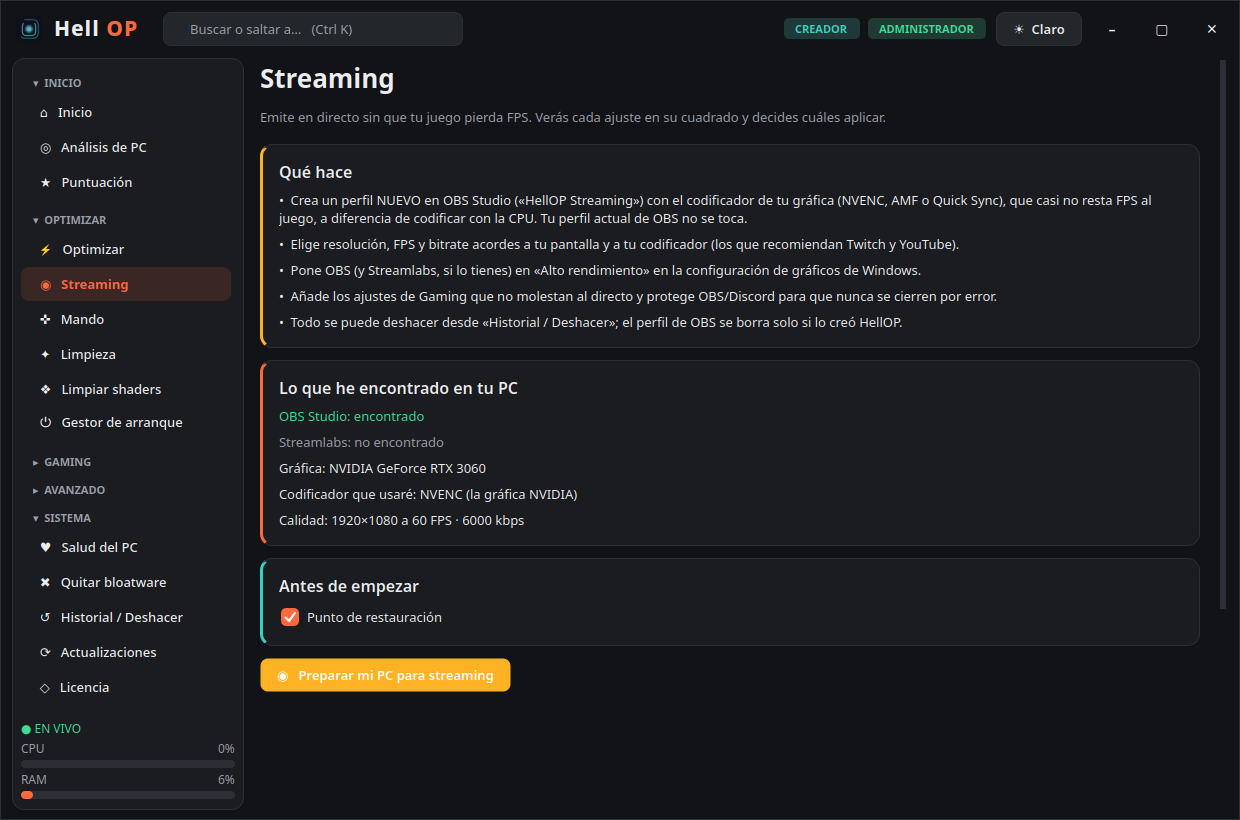 Hell OP
Buscar o saltar a... (Ctrl K)
CREADOR
ADMINISTRADOR
☀ Claro
– ▢ ✕
▾ INICIO
⌂ Inicio
◎ Análisis de PC
★ Puntuación
▾ OPTIMIZAR
⚡ Optimizar
◉ Streaming
✜ Mando
✦ Limpieza
❖ Limpiar shaders
⏻ Gestor de arranque
▸ GAMING
▸ AVANZADO
▾ SISTEMA
♥ Salud del PC
✖ Quitar bloatware
↺ Historial / Deshacer
⟳ Actualizaciones
◇ Licencia
● EN VIVO
CPU 0%
RAM 6%
Streaming
Emite en directo sin que tu juego pierda FPS. Verás cada ajuste en su cuadrado y decides cuáles aplicar.
Qué hace
• Crea un perfil NUEVO en OBS Studio («HellOP Streaming») con el codificador de tu gráfica (NVENC, AMF o Quick Sync), que casi no resta FPS al
juego, a diferencia de codificar con la CPU. Tu perfil actual de OBS no se toca.
• Elige resolución, FPS y bitrate acordes a tu pantalla y a tu codificador (los que recomiendan Twitch y YouTube).
• Pone OBS (y Streamlabs, si lo tienes) en «Alto rendimiento» en la configuración de gráficos de Windows.
• Añade los ajustes de Gaming que no molestan al directo y protege OBS/Discord para que nunca se cierren por error.
• Todo se puede deshacer desde «Historial / Deshacer»; el perfil de OBS se borra solo si lo creó HellOP.
Lo que he encontrado en tu PC
OBS Studio: encontrado
Streamlabs: no encontrado
Gráfica: NVIDIA GeForce RTX 3060
Codificador que usaré: NVENC (la gráfica NVIDIA)
Calidad: 1920×1080 a 60 FPS · 6000 kbps
Antes de empezar
Punto de restauración
◉ Preparar mi PC para streaming